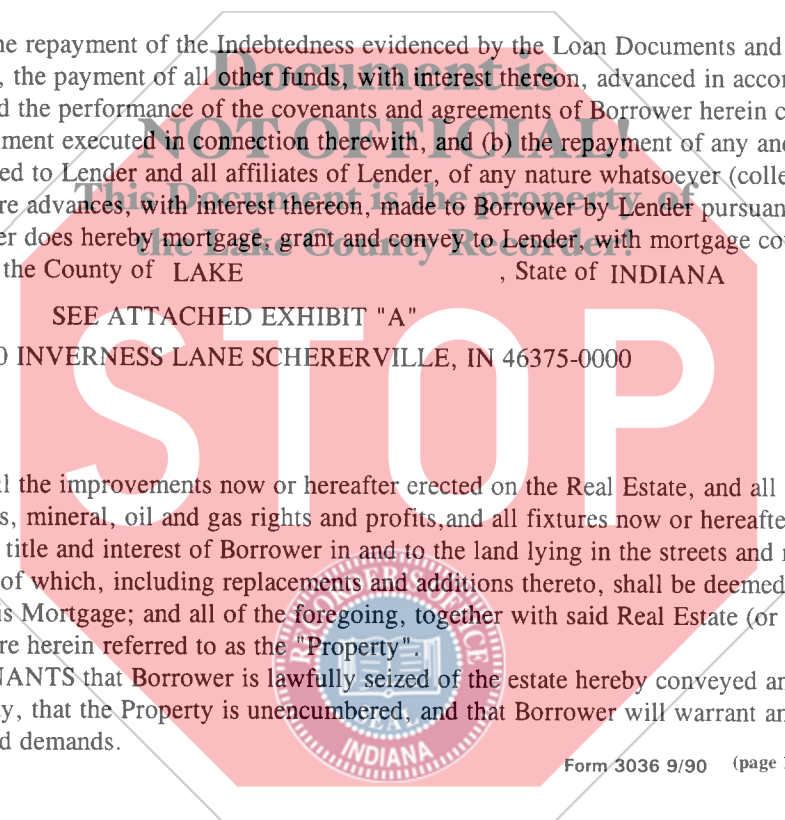 he repayment of the Indebtedness evidenced by the Loan Documents and
Document is
, the payment of all other funds, with interest thereon, advanced in accor
d the performance of the covenants and agreements of Borrower herein c
NOT OFFICIAL!
ment executed in connection therewith, and (b) the repayment of any and
ed to Lender and all affiliates of Lender, of any nature whatsoever (colle
This Document is the property of
re advances, with interest thereon, made to Borrower by Lender pursuan
er does hereby mortgage, grant and convey to Lender, with mortgage co
the Lake County Recorder!
the County of LAKE , State of INDIANA
SEE ATTACHED EXHIBIT "A"
0 INVERNESS LANE SCHERERVILLE, IN 46375-0000
STOP
l the improvements now or hereafter erected on the Real Estate, and all
s, mineral, oil and gas rights and profits,and all fixtures now or hereafte
title and interest of Borrower in and to the land lying in the streets and
of which, including replacements and additions thereto, shall be deemed
is Mortgage; and all of the foregoing, together with said Real Estate (or
re herein referred to as the "Property".
NANTS that Borrower is lawfully seized of the estate hereby conveyed an
y, that the Property is unencumbered, and that Borrower will warrant an
d demands.
SEAL
INDIANA
Form 3036 9/90 (page